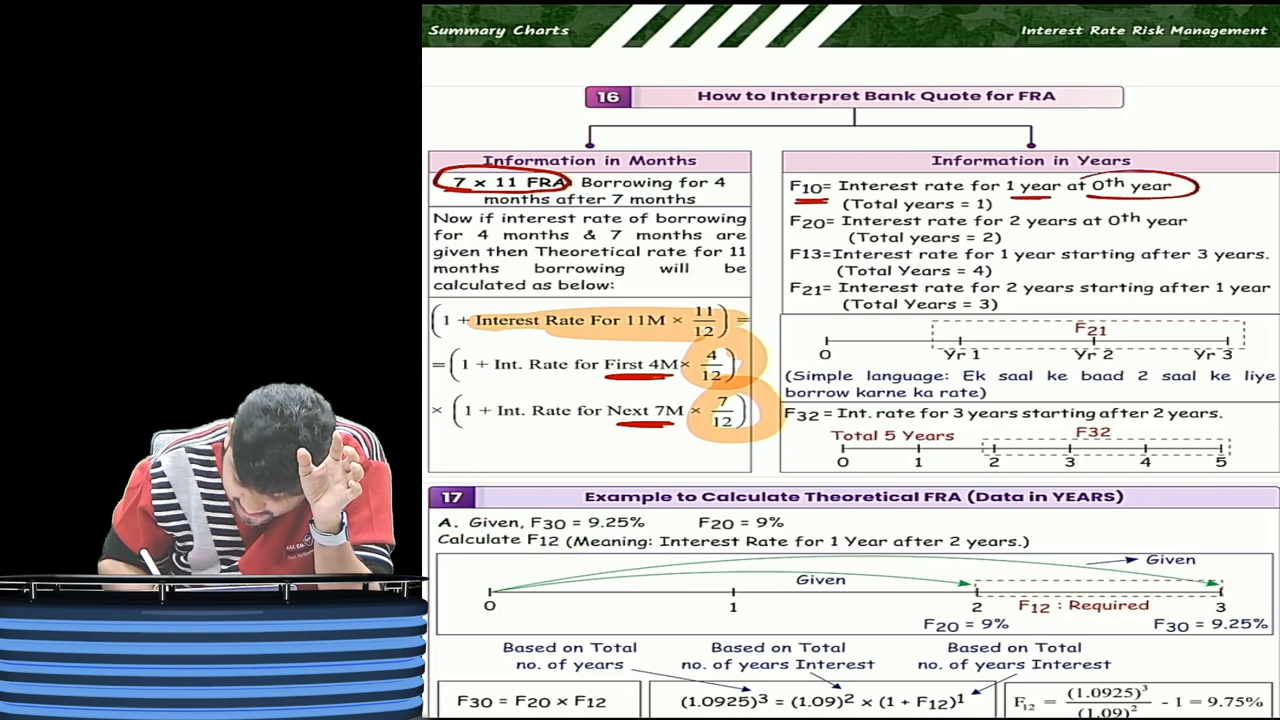 Summary Charts
Interest Rate Risk Management
16 How to Interpret Bank Quote for FRA
Information in Months
7 x 11 FRA: Borrowing for 4
months after 7 months
Now if interest rate of borrowing
for 4 months & 7 months are
given then Theoretical rate for 11
months borrowing will be
calculated as below:
(1 + Interest Rate For 11M × 11/12) =
= (1 + Int. Rate for First 4M × 4/12)
× (1 + Int. Rate for Next 7M × 7/12)
Information in Years
F10= Interest rate for 1 year at 0th year
(Total years = 1)
F20= Interest rate for 2 years at 0th year
(Total years = 2)
F13=Interest rate for 1 year starting after 3 years.
(Total Years = 4)
F21= Interest rate for 2 years starting after 1 year
(Total Years = 3)
F21
0 Yr 1 Yr 2 Yr 3
(Simple language: Ek saal ke baad 2 saal ke liye
borrow karne ka rate)
F32 = Int. rate for 3 years starting after 2 years.
Total 5 Years F32
0 1 2 3 4 5
17 Example to Calculate Theoretical FRA (Data in YEARS)
A. Given, F30 = 9.25% F20 = 9%
Calculate F12 (Meaning: Interest Rate for 1 Year after 2 years.)
Given
Given
0 1 2 F12 : Required 3
F20 = 9% F30 = 9.25%
Based on Total
no. of years
Based on Total
no. of years Interest
Based on Total
no. of years Interest
F30 = F20 x F12
(1.0925)³ = (1.09)² x (1 + F12)¹
F12 = (1.0925)³/(1.09)² - 1 = 9.75%